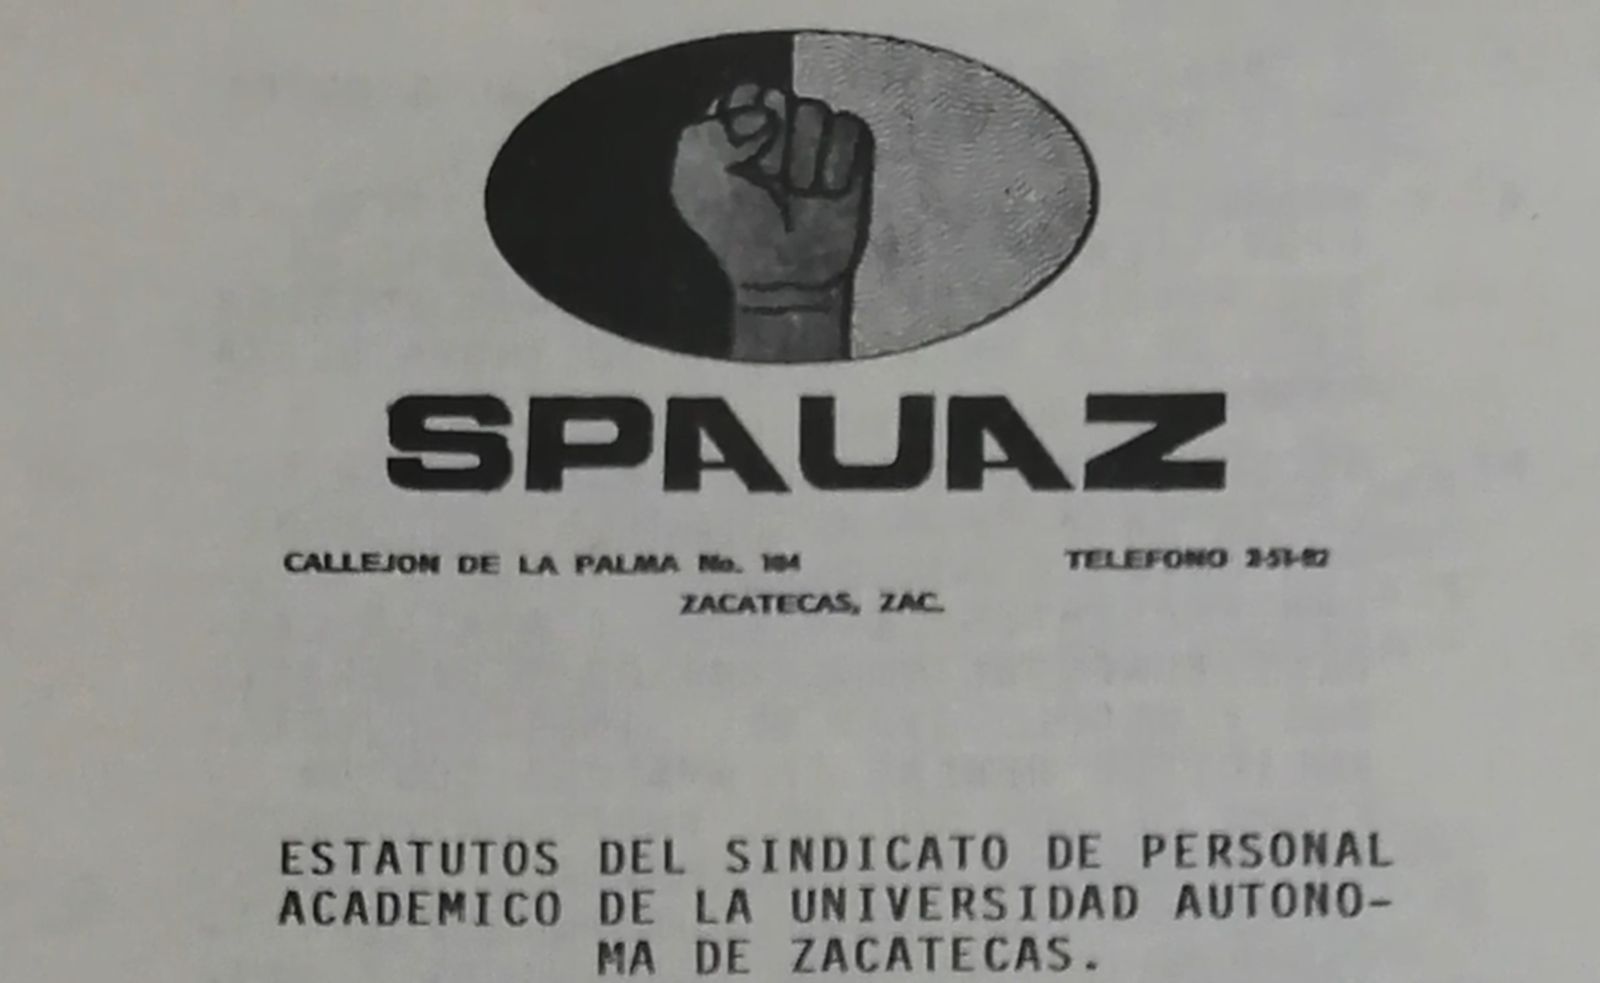 SPAUAZ
CALLEJON DE LA PALMA No. 104 TELEFONO
ZACATECAS, ZAC.
ESTATUTOS DEL SINDICATO DE PERSONAL
ACADEMICO DE LA UNIVERSIDAD AUTONO-
MA DE ZACATECAS.